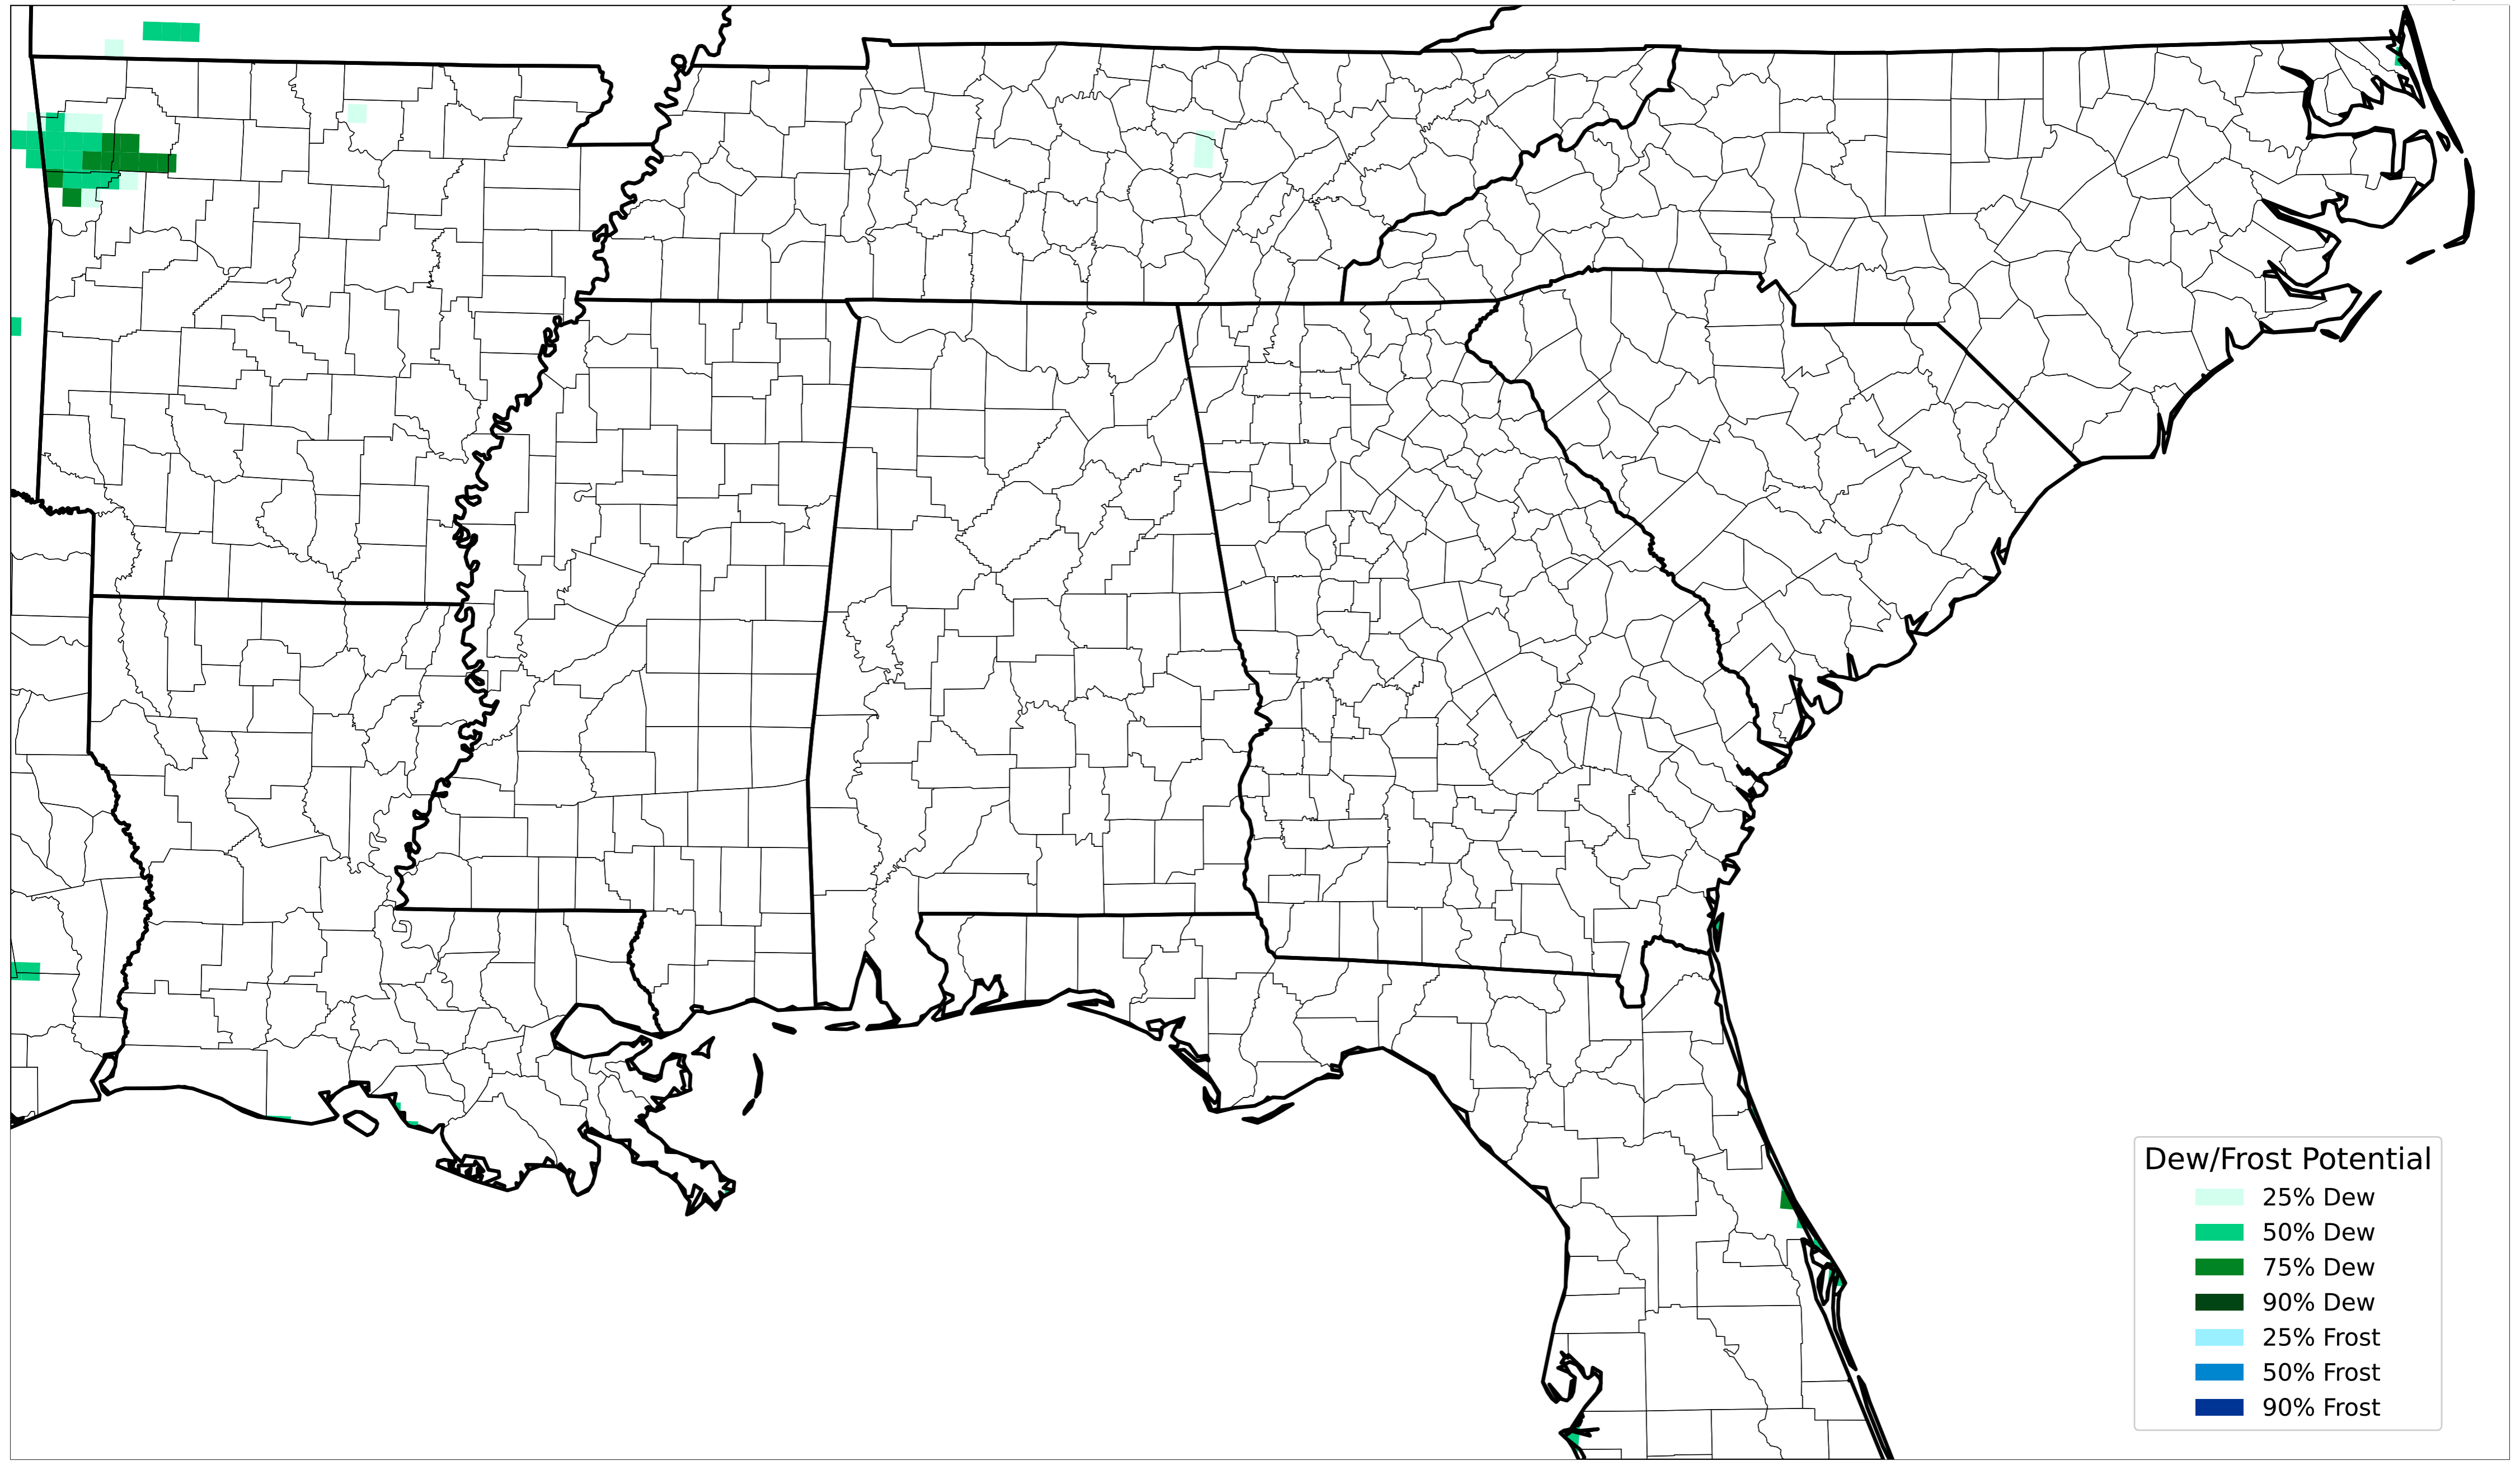 Dew/Frost Potential
25% Dew
50% Dew
75% Dew
90% Dew
25% Frost
50% Frost
90% Frost